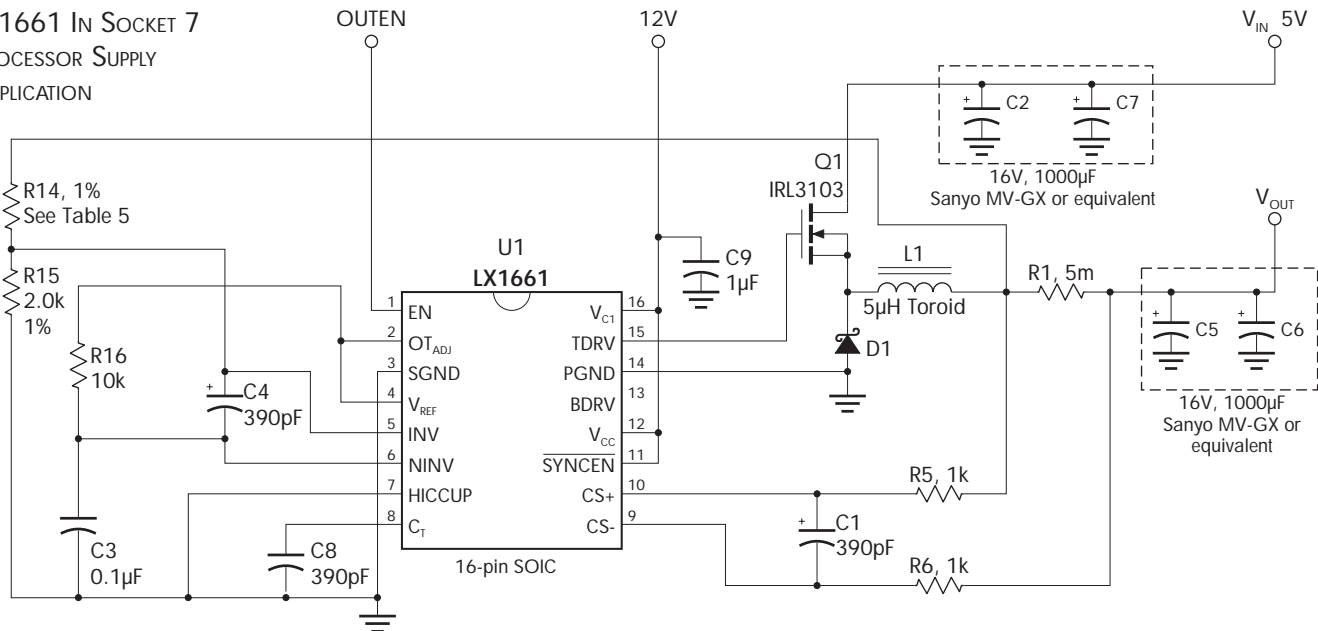 1661 IN SOCKET 7
OCESSOR SUPPLY
PLICATION
OUTEN
12V
VIN 5V
C2
C7
16V, 1000µF
Sanyo MV-GX or equivalent
Q1
IRL3103
VOUT
R14, 1%
See Table 5
R15
2.0k
1%
R16
10k
C4
390pF
C3
0.1µF
C8
390pF
U1
LX1661
1 EN
2 OTADJ
3 SGND
4 VREF
5 INV
6 NINV
7 HICCUP
8 CT
16 VC1
15 TDRV
14 PGND
13 BDRV
12 VCC
11 SYNCEN
10 CS+
9 CS-
16-pin SOIC
C9
1µF
L1
5µH Toroid
D1
R1, 5m
C5
C6
16V, 1000µF
Sanyo MV-GX or
equivalent
R5, 1k
C1
390pF
R6, 1k